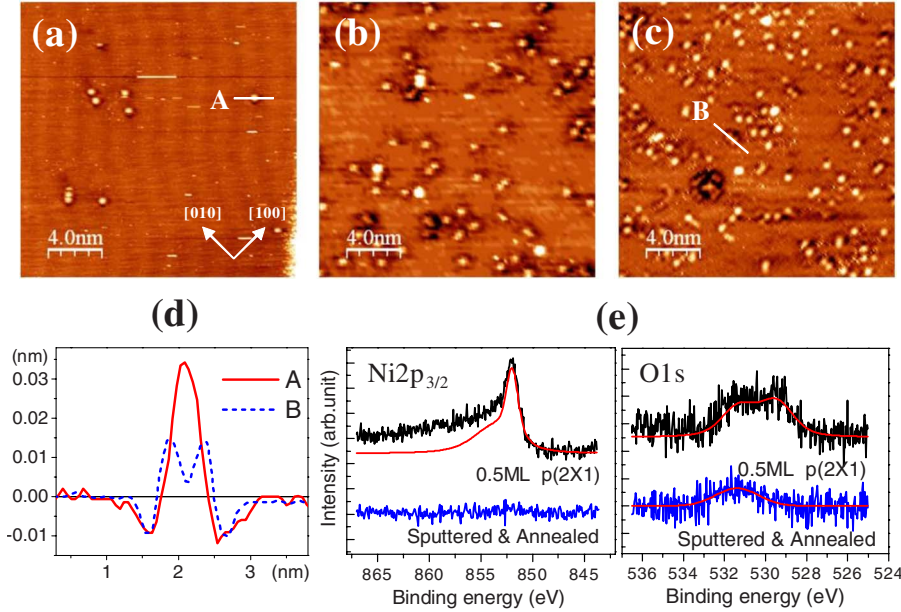 (a)
A
[010]
[100]
4.0nm
(b)
4.0nm
(c)
B
4.0nm
(d)
(nm)
0.03
0.02
0.01
0.00
-0.01
A
B
1
2
3
(nm)
(e)
Intensity (arb.unit)
Ni2p3/2
0.5ML p(2X1)
Sputtered & Annealed
865 860 855 850 845
Binding energy (eV)
O1s
0.5ML p(2X1)
Sputtered & Annealed
536 534 532 530 528 526 524
Binding energy (eV)